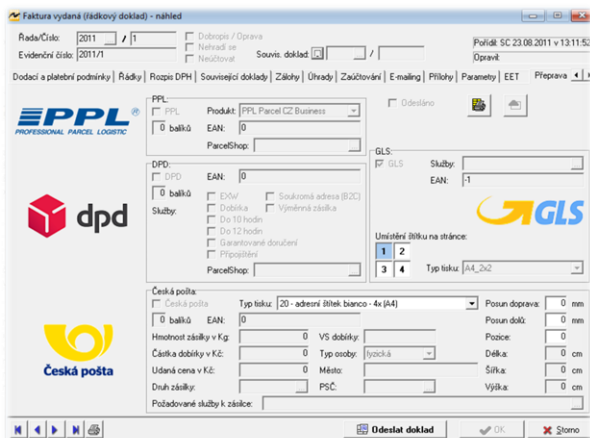 Faktura vydaná (řádkový doklad) - náhled
Řada/Číslo: 2011 / 1
Dobropis / Oprava
Nehradí se
Neúčtovat
Evidenční číslo: 2011/1
Souvis. doklad: /
Pořídil: SC 23.08.2011 v 13:11:52
Opravil:
Dodací a platební podmínky Řádky Rozpis DPH Související doklady Zálohy Úhrady Zaúčtování E-mailing Přílohy Parametry EET Přeprava
PPL:
PPL Produkt: PPL Parcel CZ Business
0 balíků EAN: 0
ParcelShop: ...
PPL
PROFESSIONAL PARCEL LOGISTIC
Odesláno
DPD:
DPD EAN: 0
0 balíků
Služby:
EXW
Soukromá adresa (B2C)
Dobírka
Výměnná zásilka
Do 10 hodin
Do 12 hodin
Garantované doručení
Připojištění
ParcelShop: ...
dpd
GLS:
GLS Služby: ...
EAN: -1
GLS
Umístění štítku na stránce:
1 2
3 4
Typ tisku: A4_2x2
Česká pošta:
Česká pošta Typ tisku: 20 - adresní štítek bianco - 4x (A4)
Posun doprava: 0 mm
0 balíků EAN: 0
Posun dolů: 0 mm
Hmotnost zásilky v Kg: 0 VS dobírky:
Pozice: 0
Částka dobírky v Kč: 0 Typ osoby: fyzická
Délka: 0 cm
Udaná cena v Kč: 0 Město:
Šířka: 0 cm
Druh zásilky: ... PSČ: ...
Výška: 0 cm
Požadované služby k zásilce: ...
Česká pošta
Odeslat doklad
OK
Storno